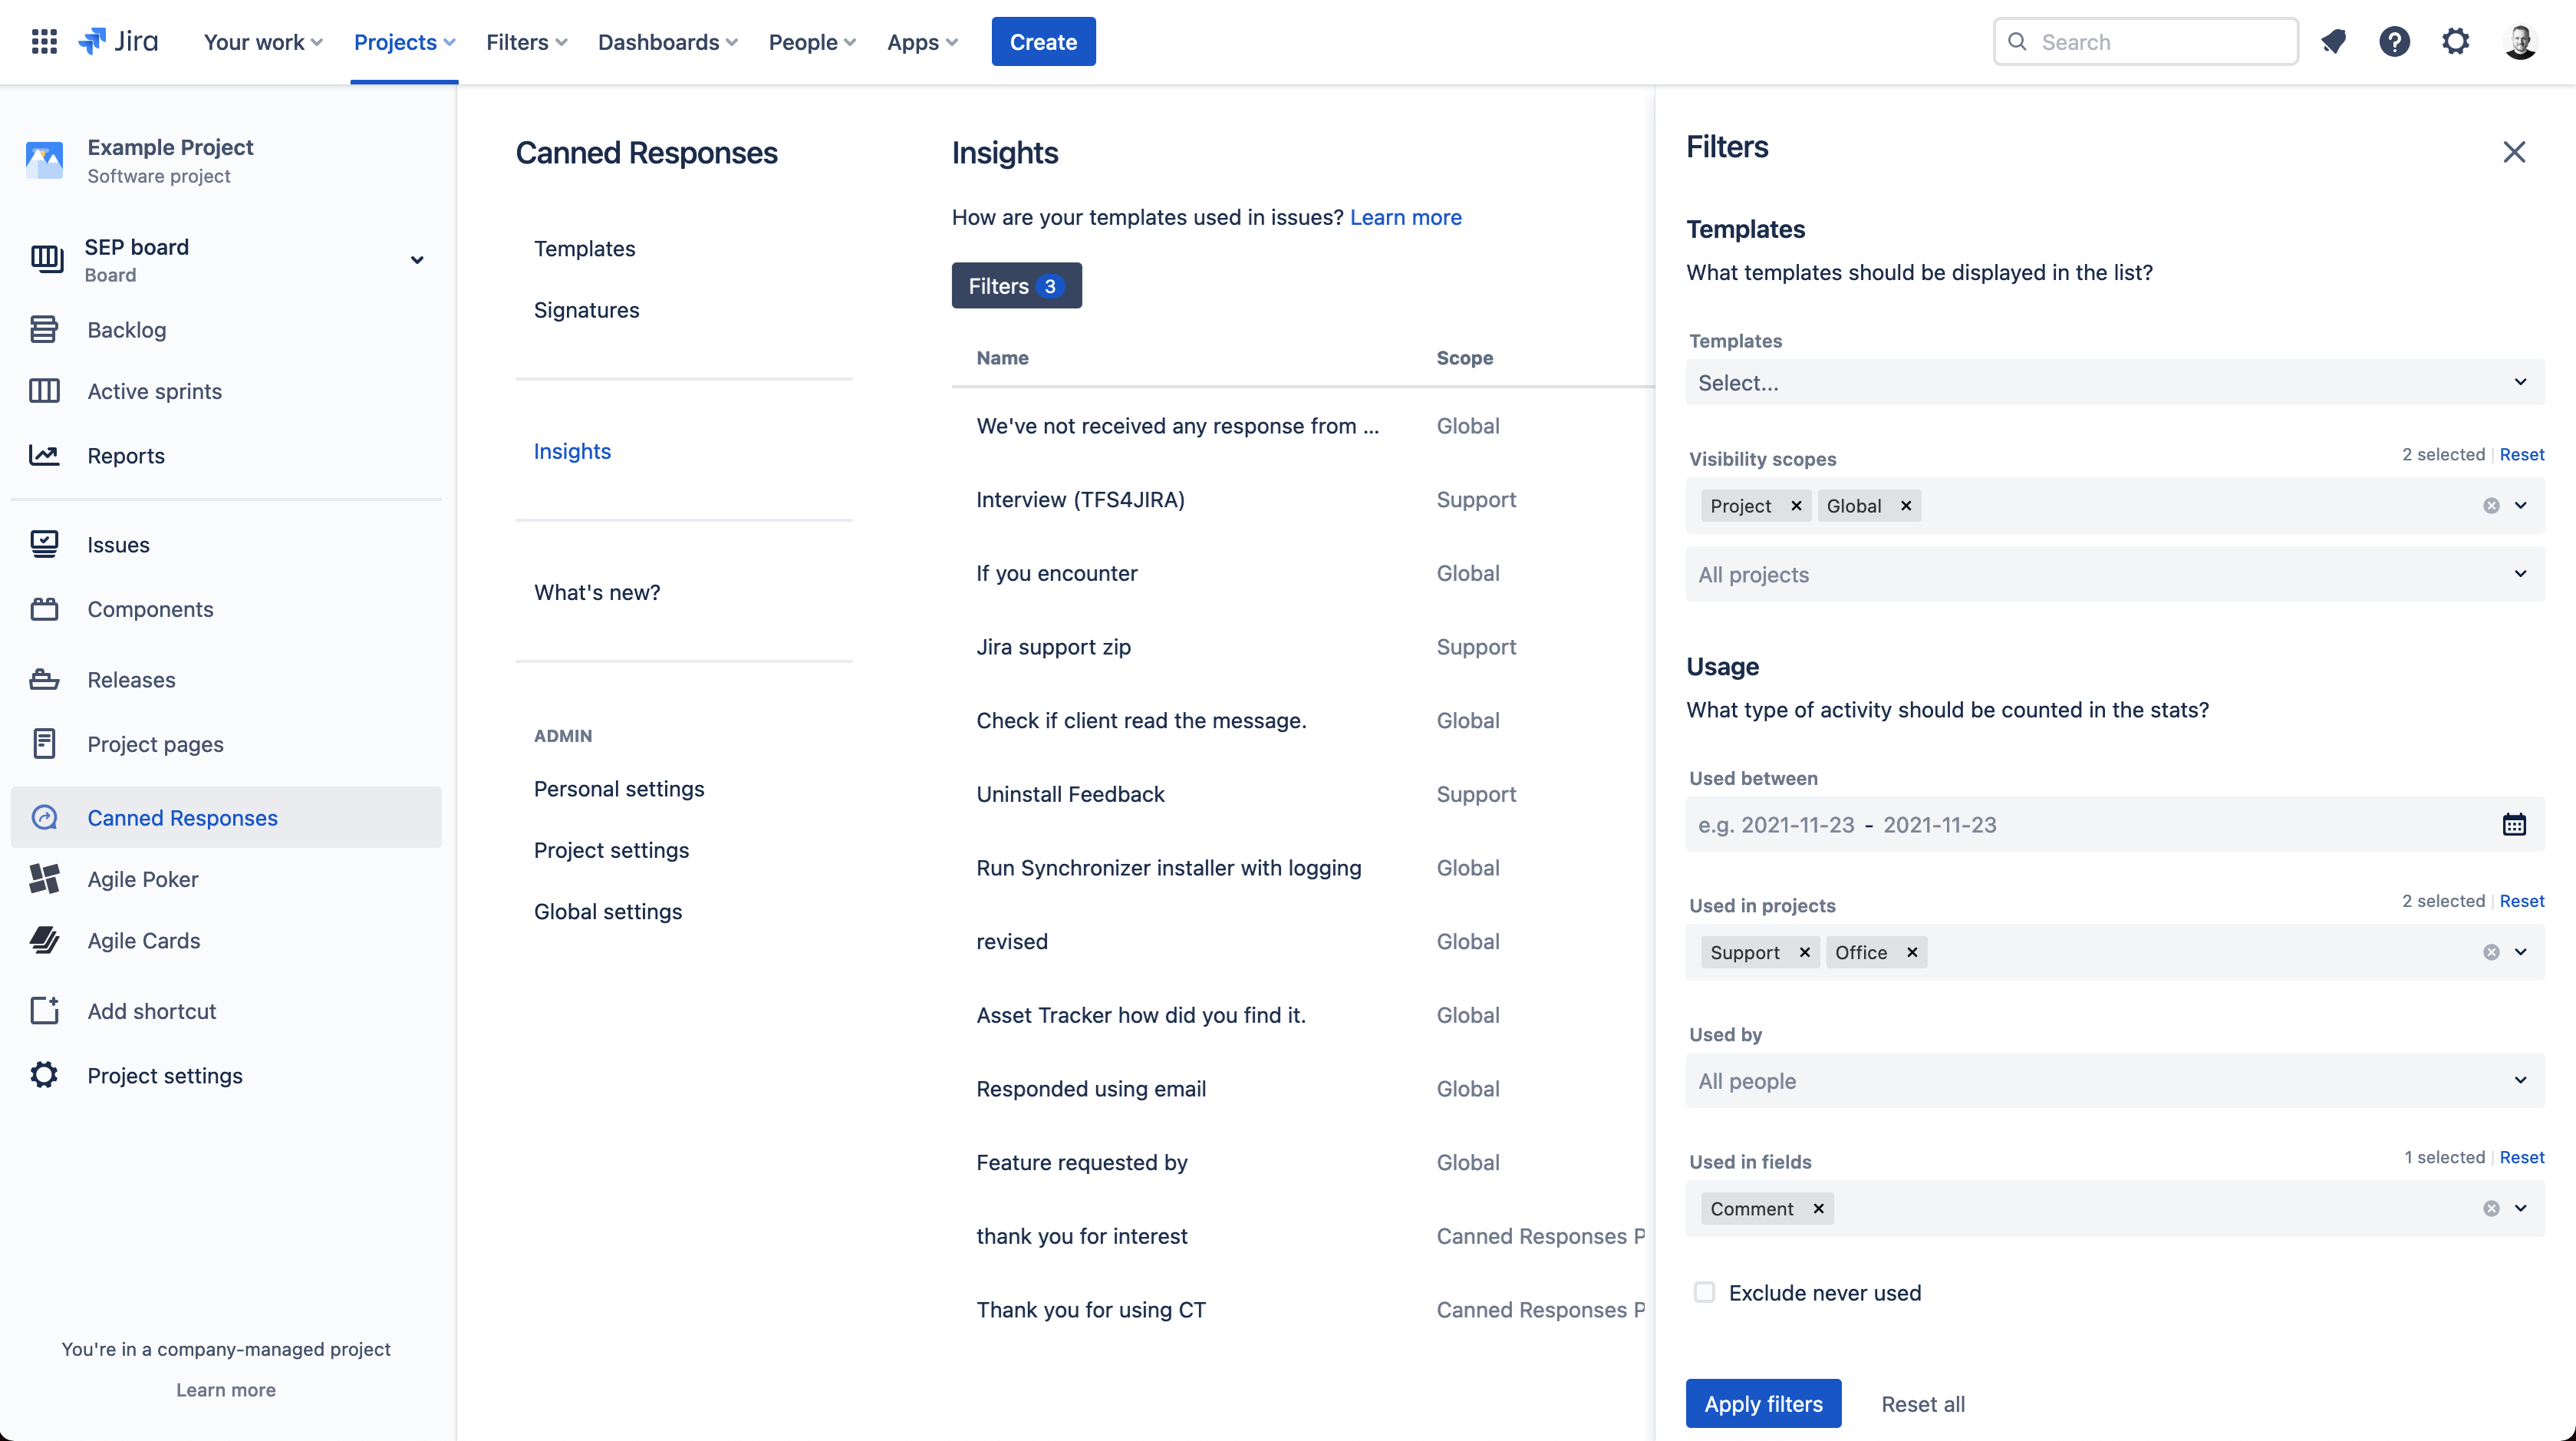 Jira
Your work
Projects
Filters
Dashboards
People
Apps
Create
Search
Example Project
Software project
SEP board
Board
Backlog
Active sprints
Reports
Issues
Components
Releases
Project pages
Canned Responses
Agile Poker
Agile Cards
Add shortcut
Project settings
You're in a company-managed project
Learn more
Canned Responses
Templates
Signatures
Insights
What's new?
ADMIN
Personal settings
Project settings
Global settings
Insights
How are your templates used in issues? Learn more
Filters 3
Name Scope
We've not received any response from ... Global
Interview (TFS4JIRA) Support
If you encounter Global
Jira support zip Support
Check if client read the message. Global
Uninstall Feedback Support
Run Synchronizer installer with logging Global
revised Global
Asset Tracker how did you find it. Global
Responded using email Global
Feature requested by Global
thank you for interest Canned Responses P
Thank you for using CT Canned Responses P
Filters
Templates
What templates should be displayed in the list?
Templates
Select...
Visibility scopes 2 selected Reset
Project Global
All projects
Usage
What type of activity should be counted in the stats?
Used between
e.g. 2021-11-23 - 2021-11-23
Used in projects 2 selected Reset
Support Office
Used by
All people
Used in fields 1 selected Reset
Comment
Exclude never used
Apply filters Reset all